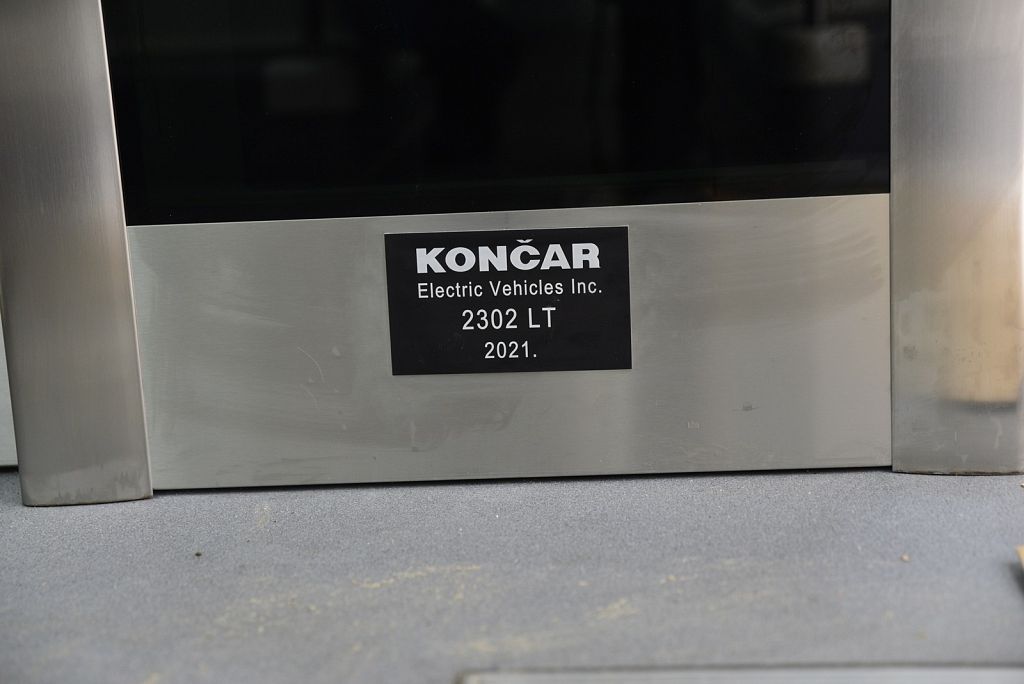 KONČAR
Electric Vehicles Inc.
2302 LT
2021.